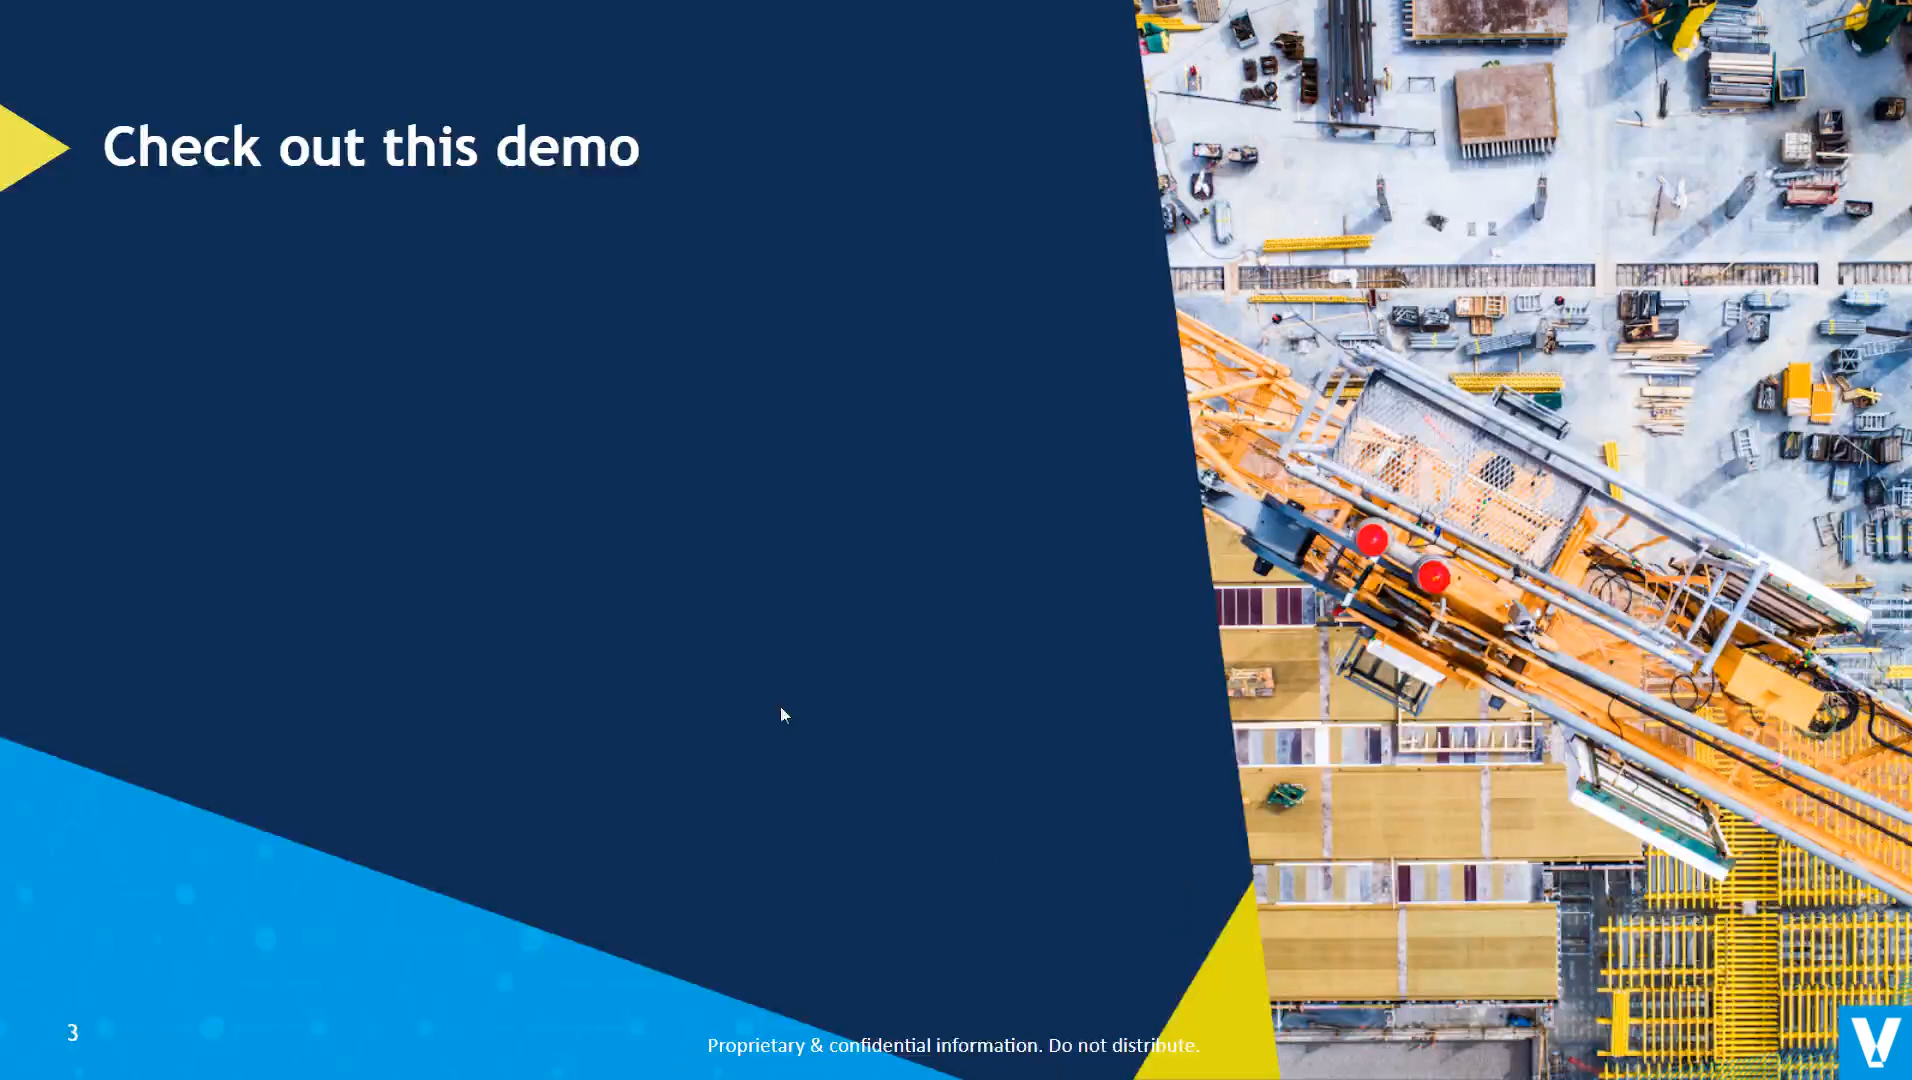 Check out this demo
3
Proprietary & confidential information. Do not distribute.